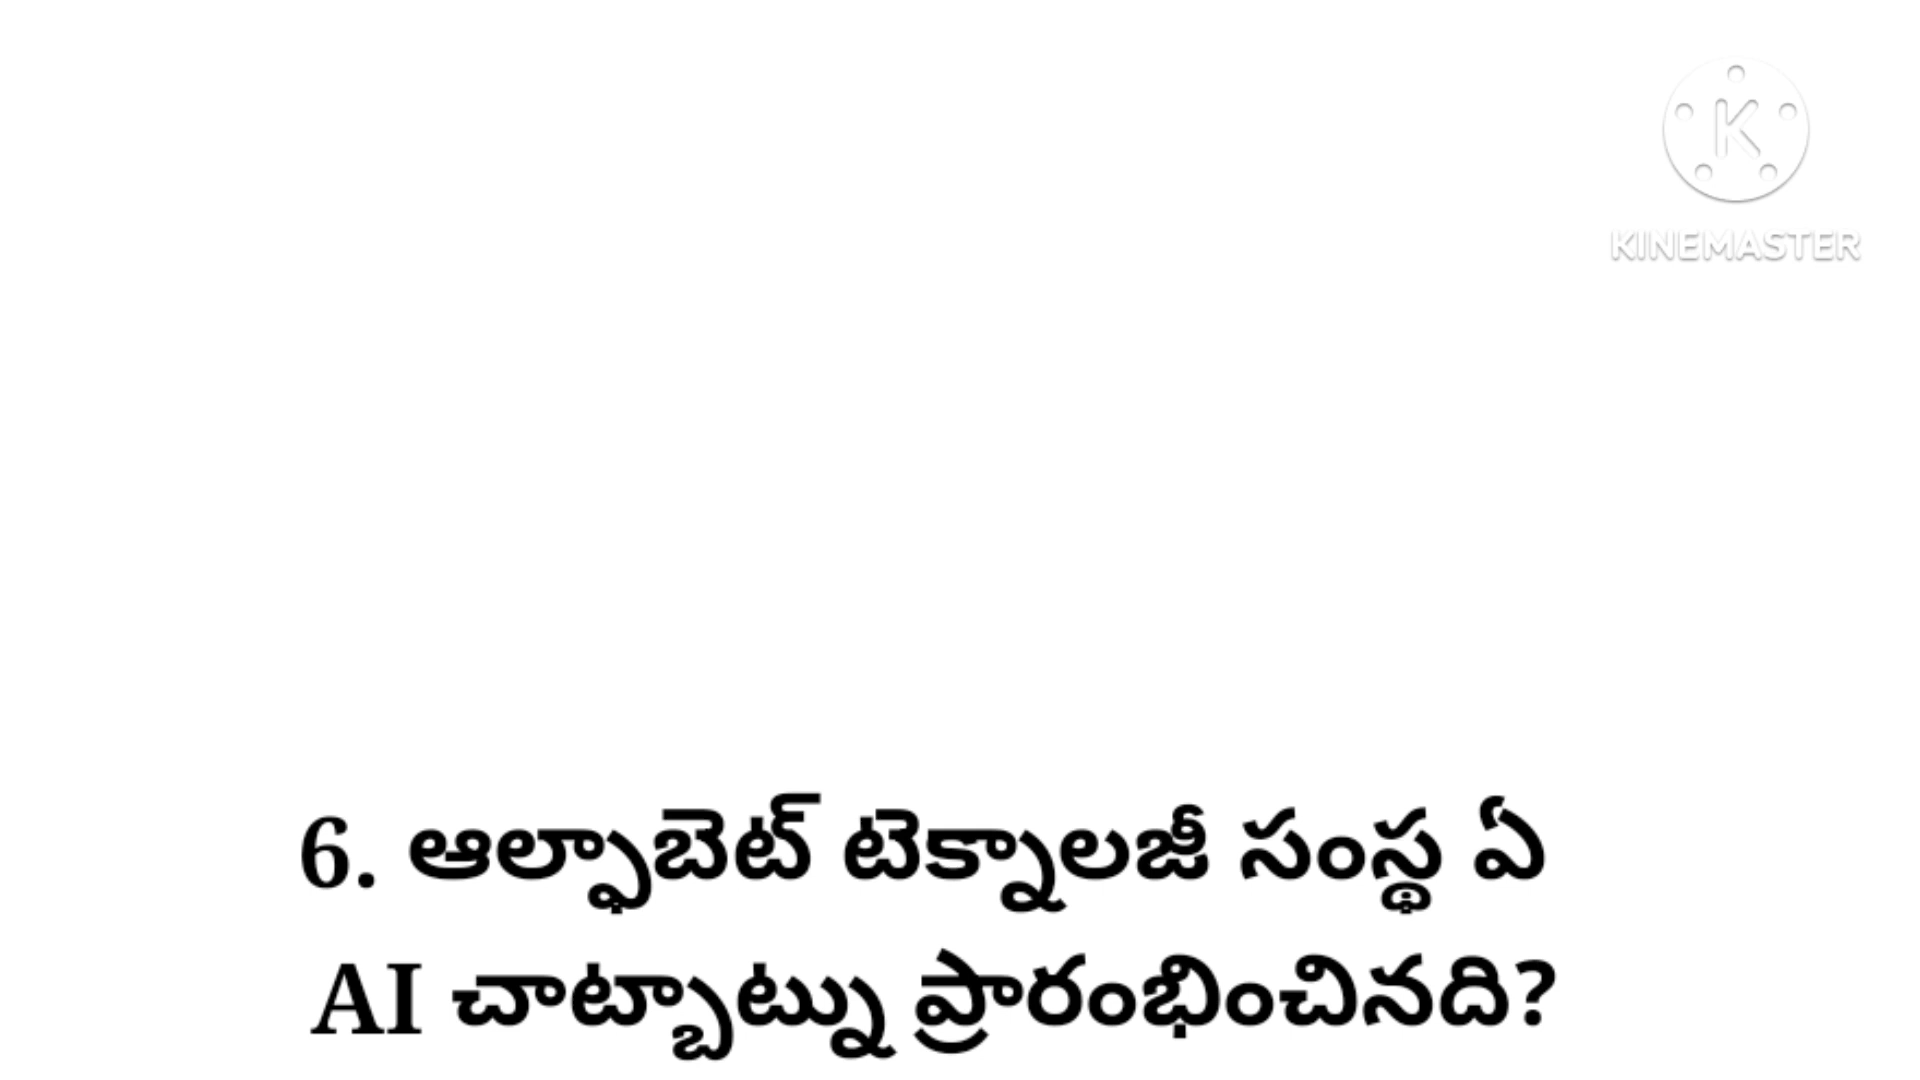 K
KINEMASTER
6. ఆల్ఫాబెట్ టెక్నాలజీ సంస్థ ఏ
AI చాట్బాట్ను ప్రారంభించినది?